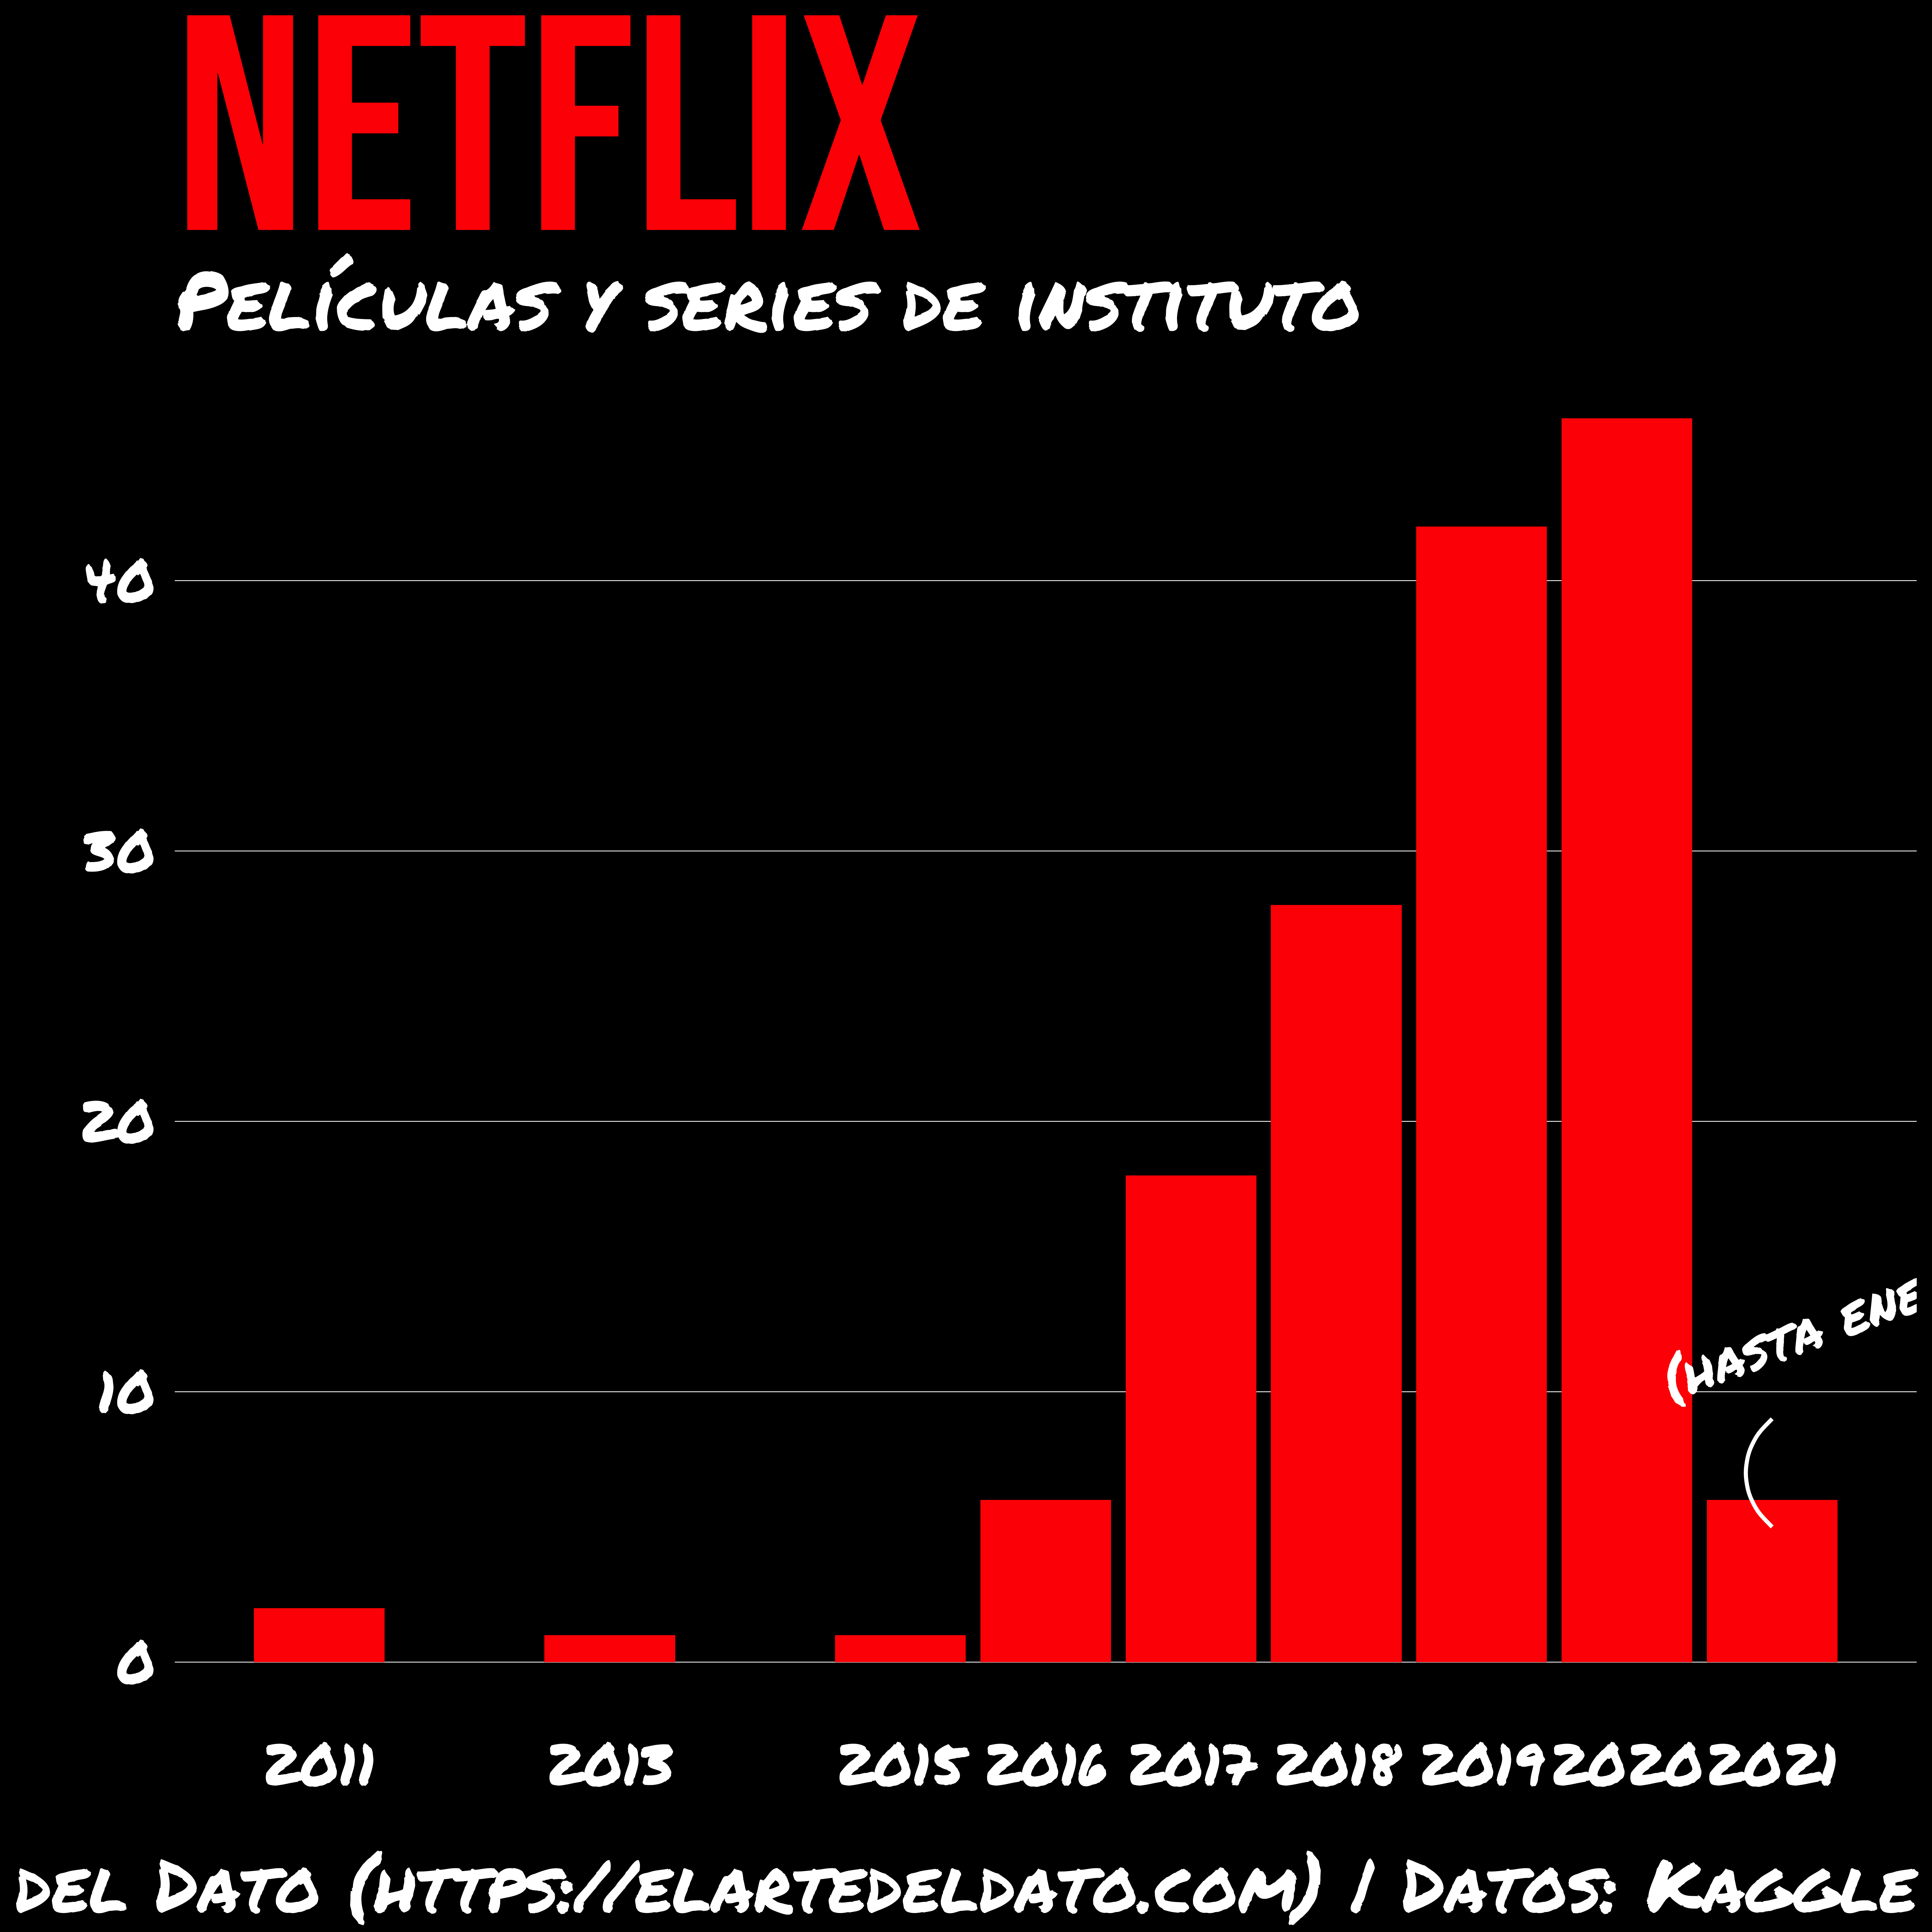 NETFLIX
Películas y series de instituto
40
30
20
10
0
(hasta ene
2011 2013 2015 2016 2017 2018 2019 2020 2021
del Dato (https://elartedeldato.com) / Datos: Kaggle